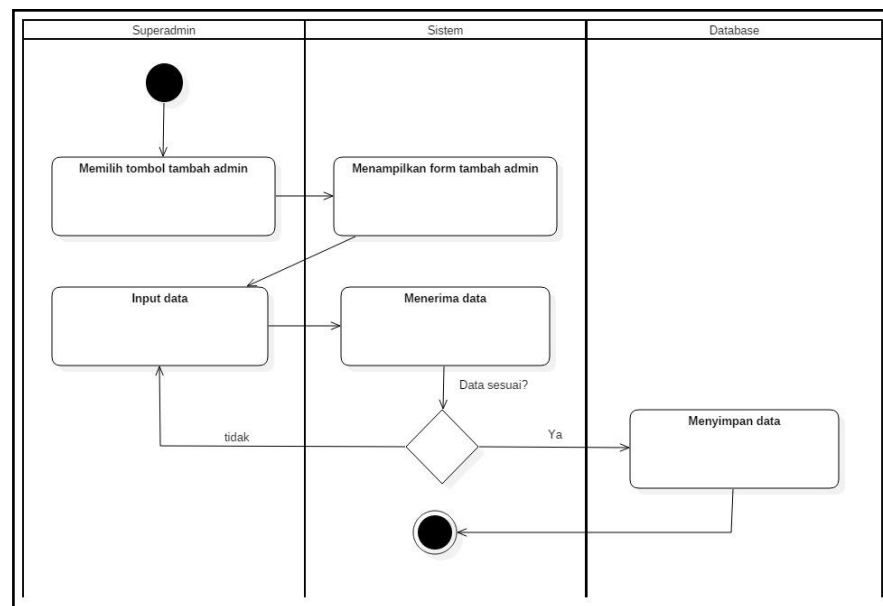 Superadmin
Sistem
Database
Memilih tombol tambah admin
Menampilkan form tambah admin
Input data
Menerima data
Data sesuai?
tidak
Ya
Menyimpan data